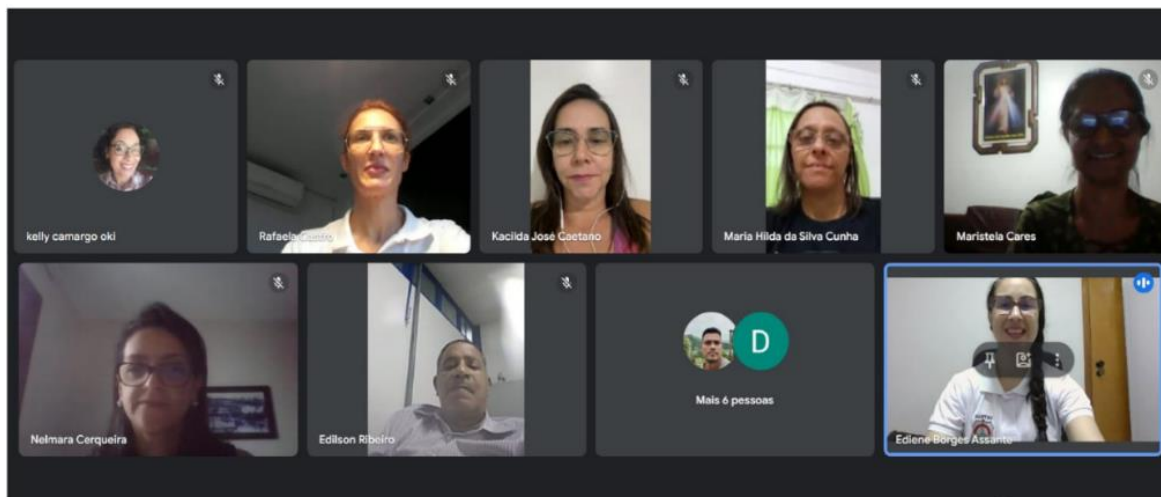 kelly camargo oki
Rafaela Castro
Kacilda José Caetano
Maria Hilda da Silva Cunha
Maristela Cares
Nelmara Cerqueira
Edilson Ribeiro
D
Mais 6 pessoas
Ediene Borges Assante